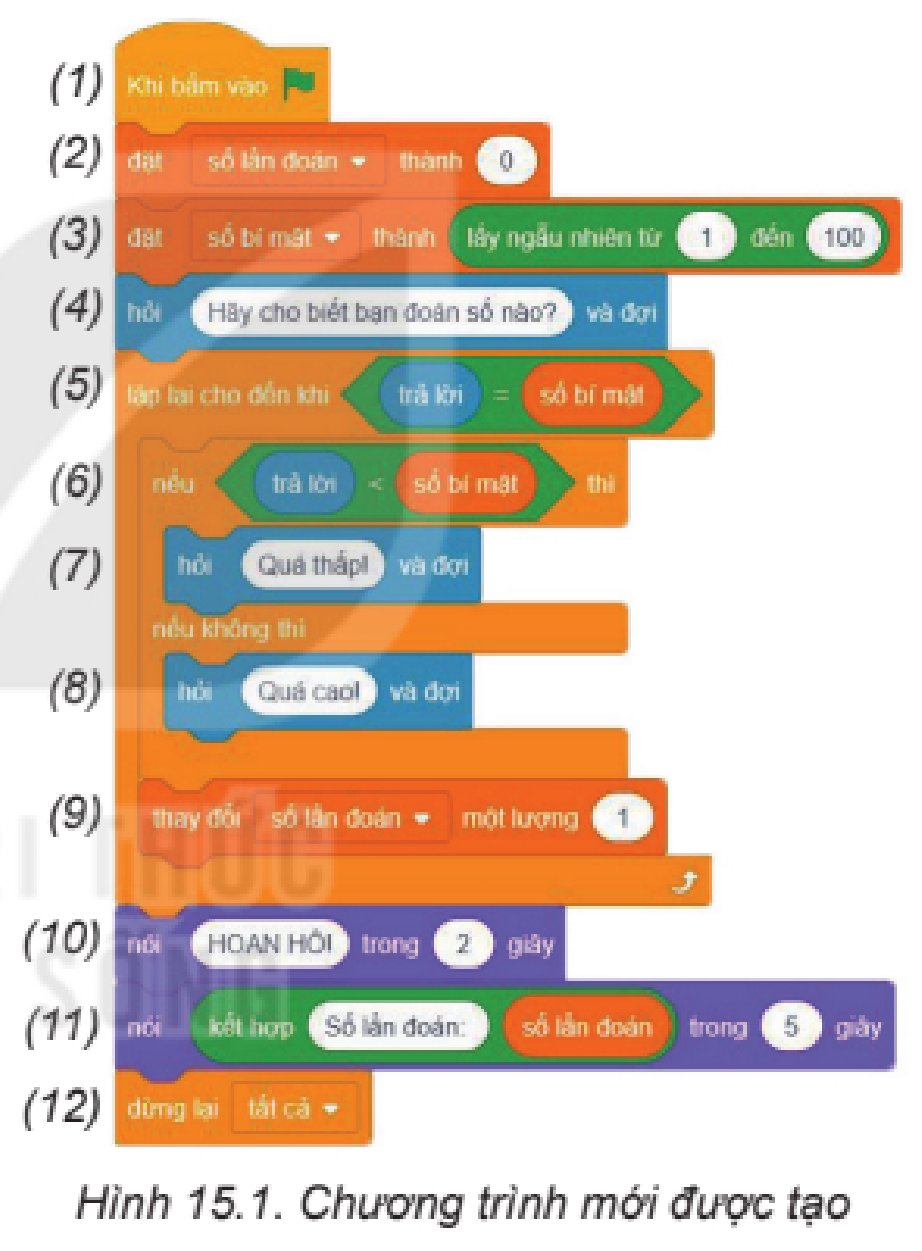 (1) Khi bấm vào
(2) đặt số lần đoán thành 0
(3) đặt số bí mật thành lấy ngẫu nhiên từ 1 đến 100
(4) hỏi Hãy cho biết bạn đoán số nào? và đợi
(5) lặp lại cho đến khi trả lời = số bí mật
(6) nếu trả lời < số bí mật thì
(7) hỏi Quá thấp! và đợi
nếu không thì
(8) hỏi Quá cao! và đợi
(9) thay đổi số lần đoán một lượng 1
(10) nói HOAN HÔ! trong 2 giây
(11) nói kết hợp Số lần đoán: số lần đoán trong 5 giây
(12) dừng lại tất cả
Hình 15.1. Chương trình mới được tạo
TRI THỨC
SỐNG